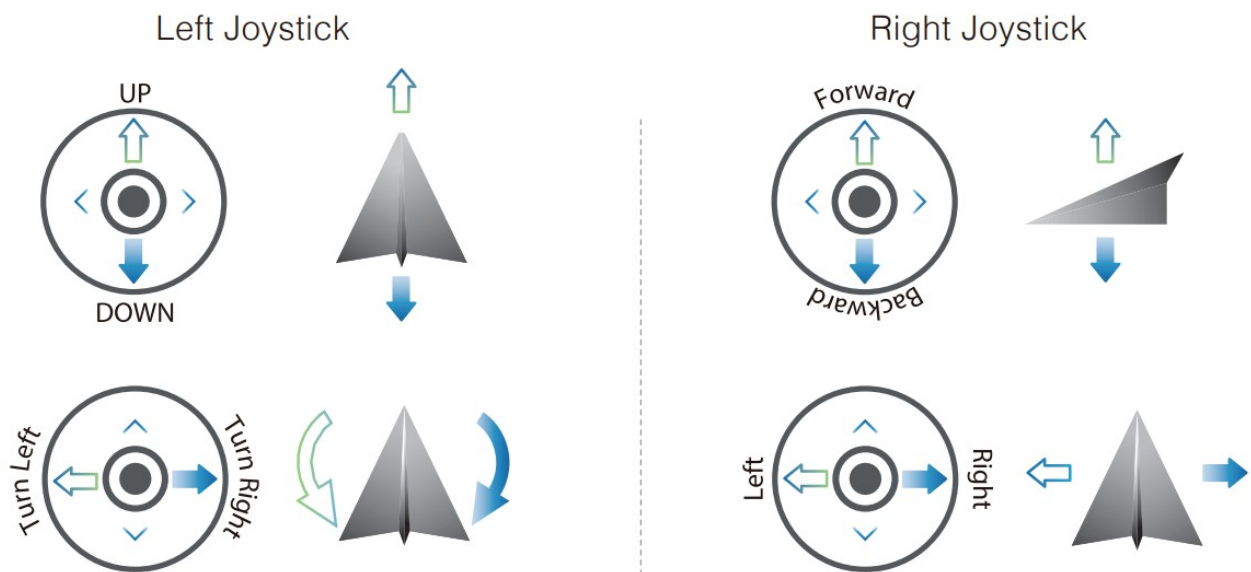 Left Joystick
Right Joystick
UP
DOWN
Forward
Backward
Turn Left
Turn Right
Left
Right